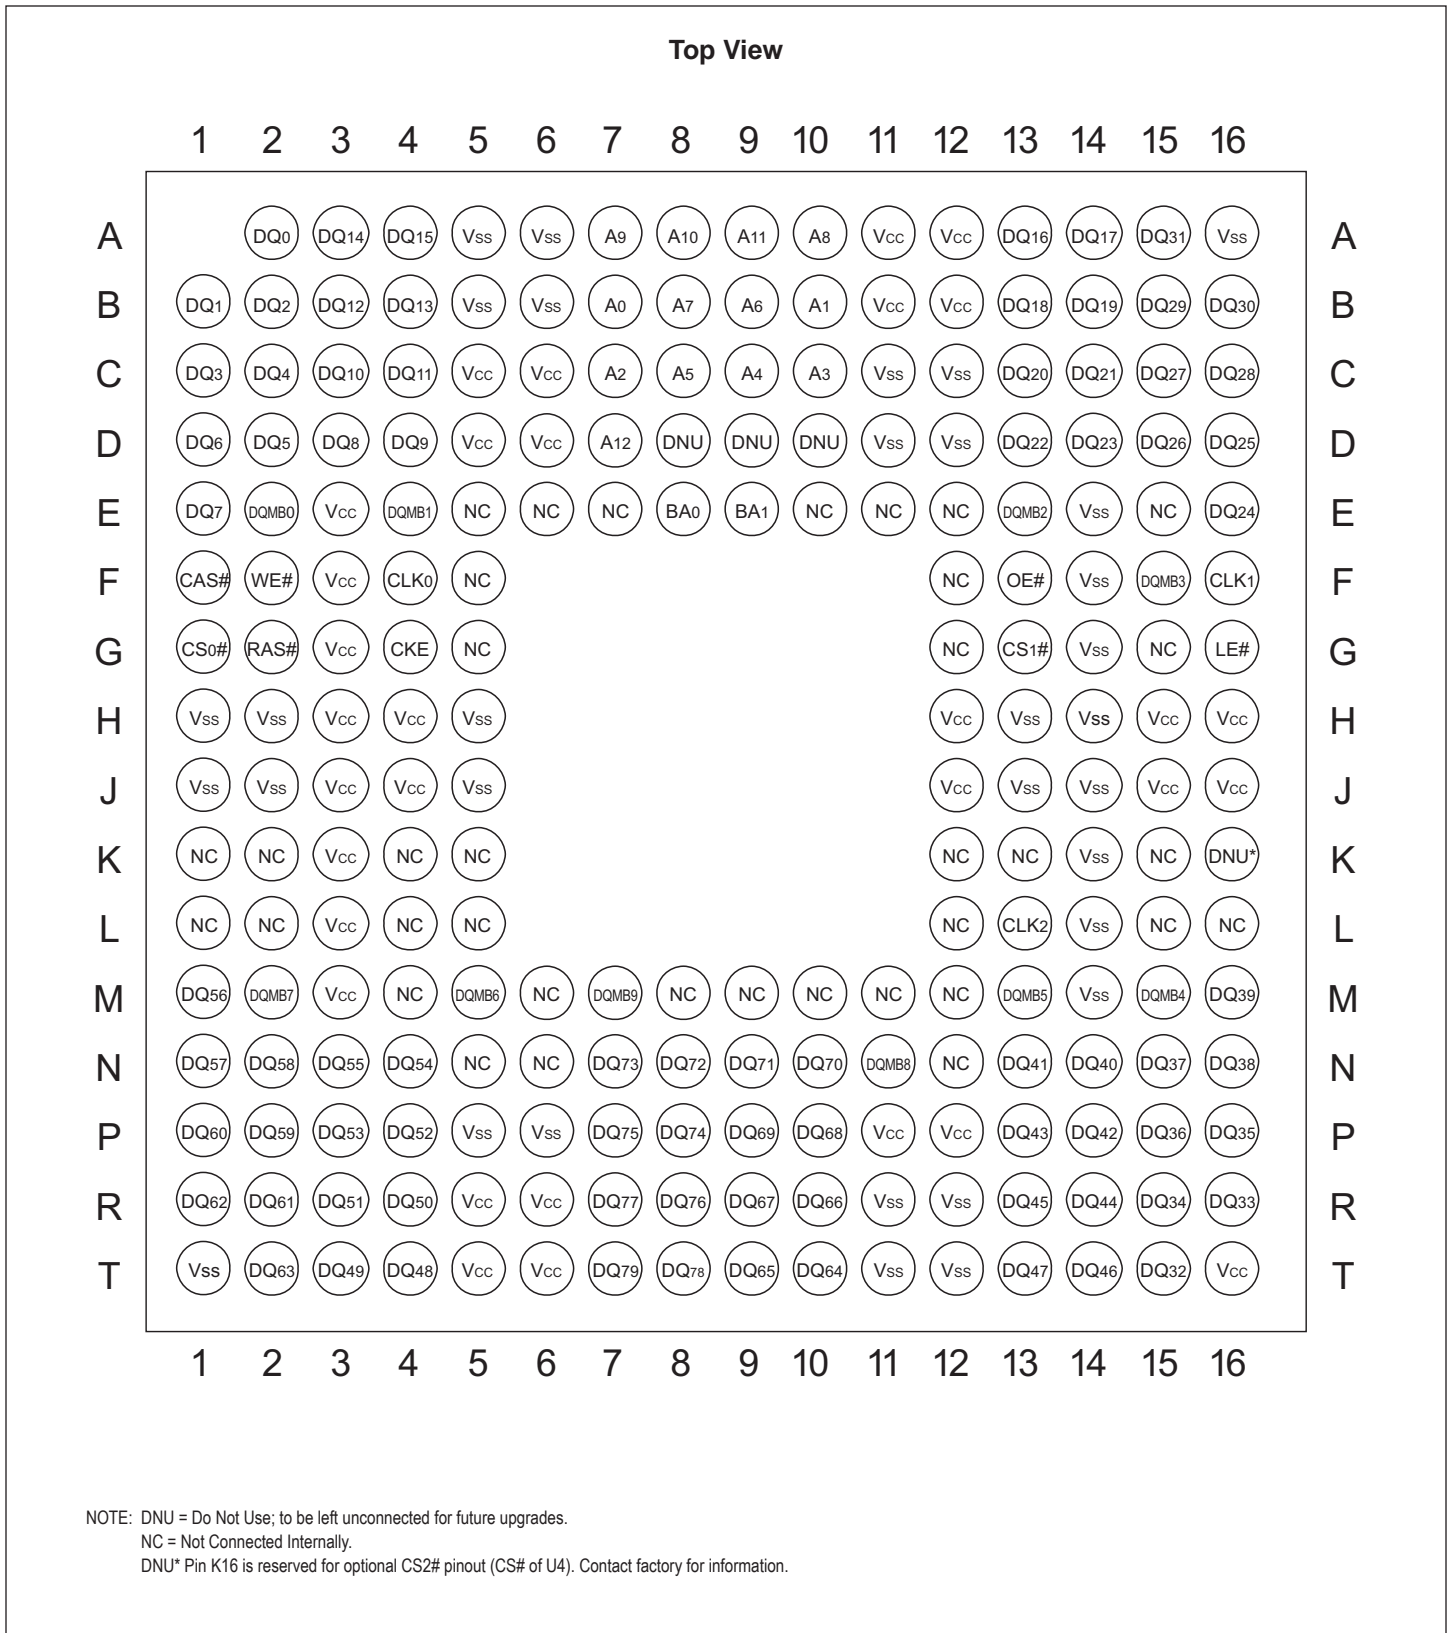 Top View
1 2 3 4 5 6 7 8 9 10 11 12 13 14 15 16
A DQ0 DQ14 DQ15 Vss Vss A9 A10 A11 A8 Vcc Vcc DQ16 DQ17 DQ31 Vss A
B DQ1 DQ2 DQ12 DQ13 Vss Vss A0 A7 A6 A1 Vcc Vcc DQ18 DQ19 DQ29 DQ30 B
C DQ3 DQ4 DQ10 DQ11 Vcc Vcc A2 A5 A4 A3 Vss Vss DQ20 DQ21 DQ27 DQ28 C
D DQ6 DQ5 DQ8 DQ9 Vcc Vcc A12 DNU DNU DNU Vss Vss DQ22 DQ23 DQ26 DQ25 D
E DQ7 DQMB0 Vcc DQMB1 NC NC NC BA0 BA1 NC NC NC DQMB2 Vss NC DQ24 E
F CAS# WE# Vcc CLK0 NC NC OE# Vss DQMB3 CLK1 F
G CS0# RAS# Vcc CKE NC NC CS1# Vss NC LE# G
H Vss Vss Vcc Vcc Vss Vcc Vss Vss Vcc Vcc H
J Vss Vss Vcc Vcc Vss Vcc Vss Vss Vcc Vcc J
K NC NC Vcc NC NC NC NC Vss NC DNU* K
L NC NC Vcc NC NC NC CLK2 Vss NC NC L
M DQ56 DQMB7 Vcc NC DQMB6 NC DQMB9 NC NC NC NC NC DQMB5 Vss DQMB4 DQ39 M
N DQ57 DQ58 DQ55 DQ54 NC NC DQ73 DQ72 DQ71 DQ70 DQMB8 NC DQ41 DQ40 DQ37 DQ38 N
P DQ60 DQ59 DQ53 DQ52 Vss Vss DQ75 DQ74 DQ69 DQ68 Vcc Vcc DQ43 DQ42 DQ36 DQ35 P
R DQ62 DQ61 DQ51 DQ50 Vcc Vcc DQ77 DQ76 DQ67 DQ66 Vss Vss DQ45 DQ44 DQ34 DQ33 R
T Vss DQ63 DQ49 DQ48 Vcc Vcc DQ79 DQ78 DQ65 DQ64 Vss Vss DQ47 DQ46 DQ32 Vcc T
1 2 3 4 5 6 7 8 9 10 11 12 13 14 15 16
NOTE: DNU = Do Not Use; to be left unconnected for future upgrades.
NC = Not Connected Internally.
DNU* Pin K16 is reserved for optional CS2# pinout (CS# of U4). Contact factory for information.